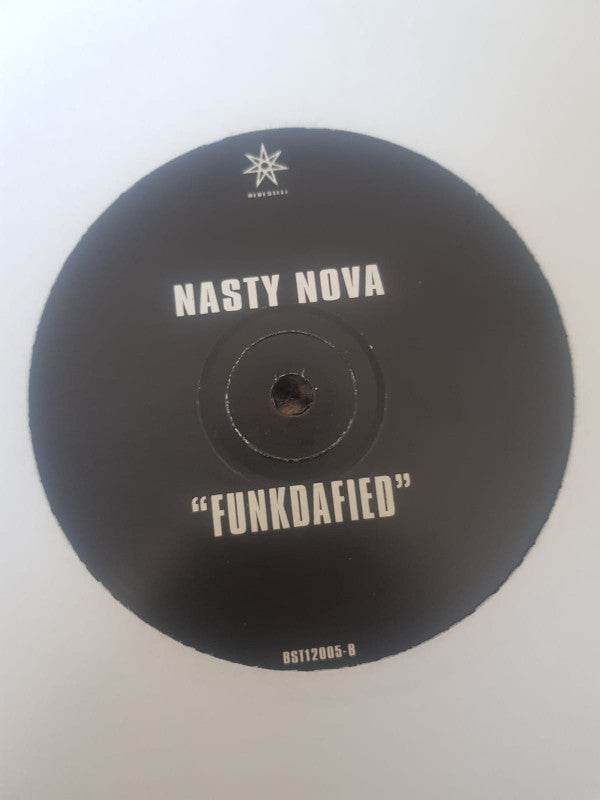 NASTY NOVA
“FUNKDAFIED”
BST12005-B